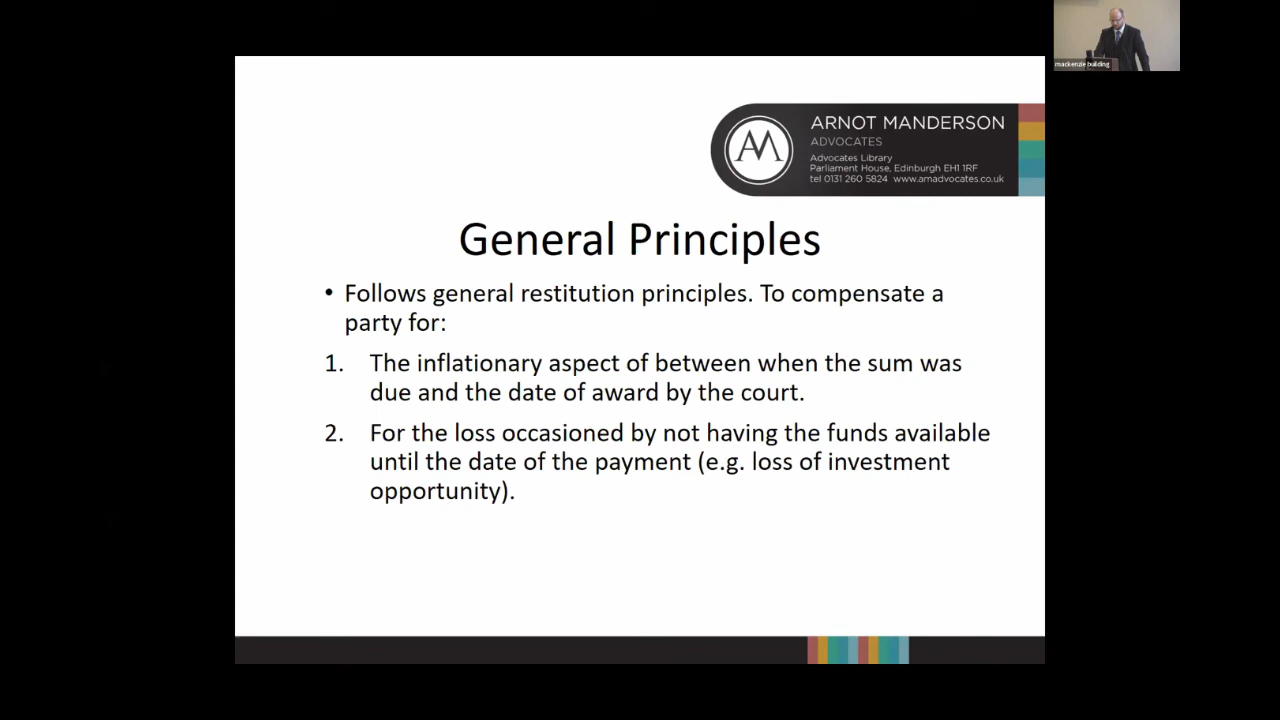 mackenzie building
ARNOT MANDERSON
ADVOCATES
Advocates Library
Parliament House, Edinburgh EH1 1RF
tel 0131 260 5824 www.amadvocates.co.uk
AM
General Principles
• Follows general restitution principles. To compensate a
party for:
1. The inflationary aspect of between when the sum was
due and the date of award by the court.
2. For the loss occasioned by not having the funds available
until the date of the payment (e.g. loss of investment
opportunity).